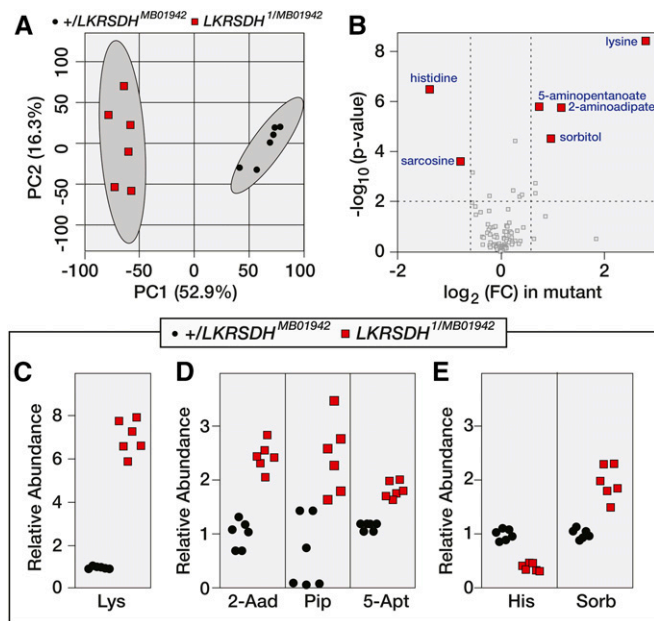 A
+/LKRSDH^MB01942 LKRSDH^1/MB01942
PC2 (16.3%)
100
50
0
-50
-100
-100 -50 0 50 100
PC1 (52.9%)
B
-log10 (p-value)
8
6
4
2
0
lysine
histidine
5-aminopentanoate
2-aminoadipate
sorbitol
sarcosine
-2 0 2
log2 (FC) in mutant
+/LKRSDH^MB01942 LKRSDH^1/MB01942
C
Relative Abundance
8
6
4
2
0
Lys
D
Relative Abundance
3
2
1
0
2-Aad Pip 5-Apt
E
Relative Abundance
3
2
1
0
His Sorb